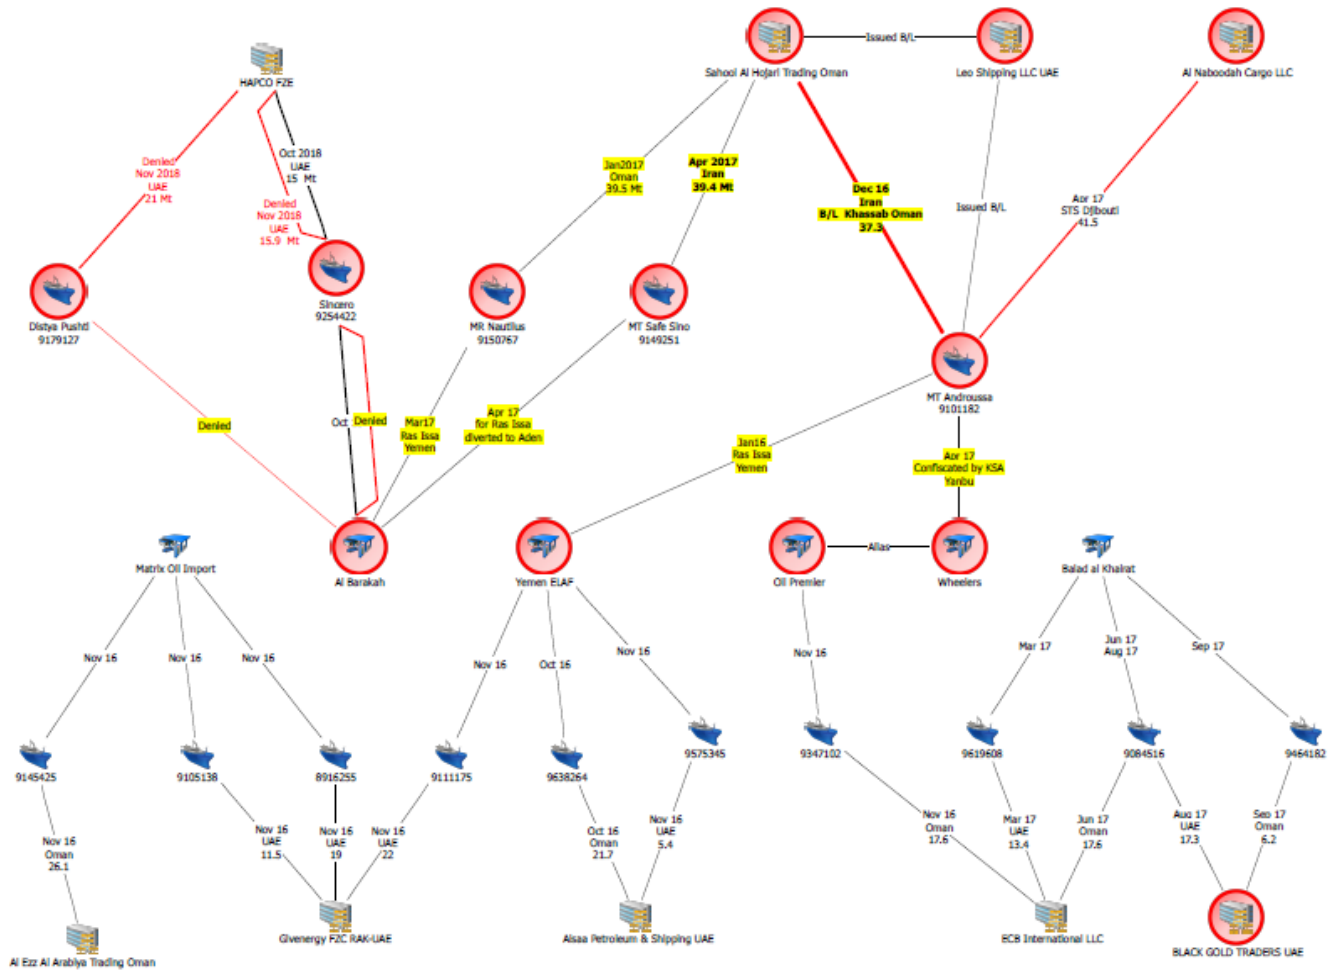 HAPCO FZE
Sahool Al Hojari Trading Oman
Issued B/L
Leo Shipping LLC UAE
Al Naboodah Cargo LLC
Denied
Nov 2018
UAE
21 Mt
Oct 2018
UAE
15 Mt
Denied
Nov 2018
UAE
15.9 Mt
Jan2017
Oman
39.5 Mt
Apr 2017
Iran
39.4 Mt
Dec 16
Iran
B/L Khassab Oman
37.3
Issued B/L
Apr 17
STS Djibouti
41.5
Distya Pushti
9179127
Sincero
9254422
MR Nautilus
9150767
MT Safe Sino
9149251
MT Androussa
9101182
Denied
Oct
Denied
Mar17
Ras Issa
Yemen
Apr 17
for Ras Issa
diverted to Aden
Jan16
Ras Issa
Yemen
Apr 17
Confiscated by KSA
Yanbu
Matrix Oil Import
Al Barakah
Yemen ELAF
Oil Premier
Alias
Wheelers
Balad al Khairat
Nov 16
Nov 16
Nov 16
Nov 16
Oct 16
Nov 16
Nov 16
Mar 17
Jun 17
Aug 17
Sep 17
9145425
9105138
8916255
9111175
9638264
9575345
9347102
9619608
9084516
9464182
Nov 16
Oman
26.1
Nov 16
UAE
11.5
Nov 16
UAE
19
Nov 16
UAE
22
Oct 16
Oman
21.7
Nov 16
UAE
5.4
Nov 16
Oman
17.6
Mar 17
UAE
13.4
Jun 17
Oman
17.6
Aug 17
UAE
17.3
Sep 17
Oman
6.2
Al Ezz Al Arabiya Trading Oman
Givenergy FZC RAK-UAE
Alsaa Petroleum & Shipping UAE
ECB International LLC
BLACK GOLD TRADERS UAE